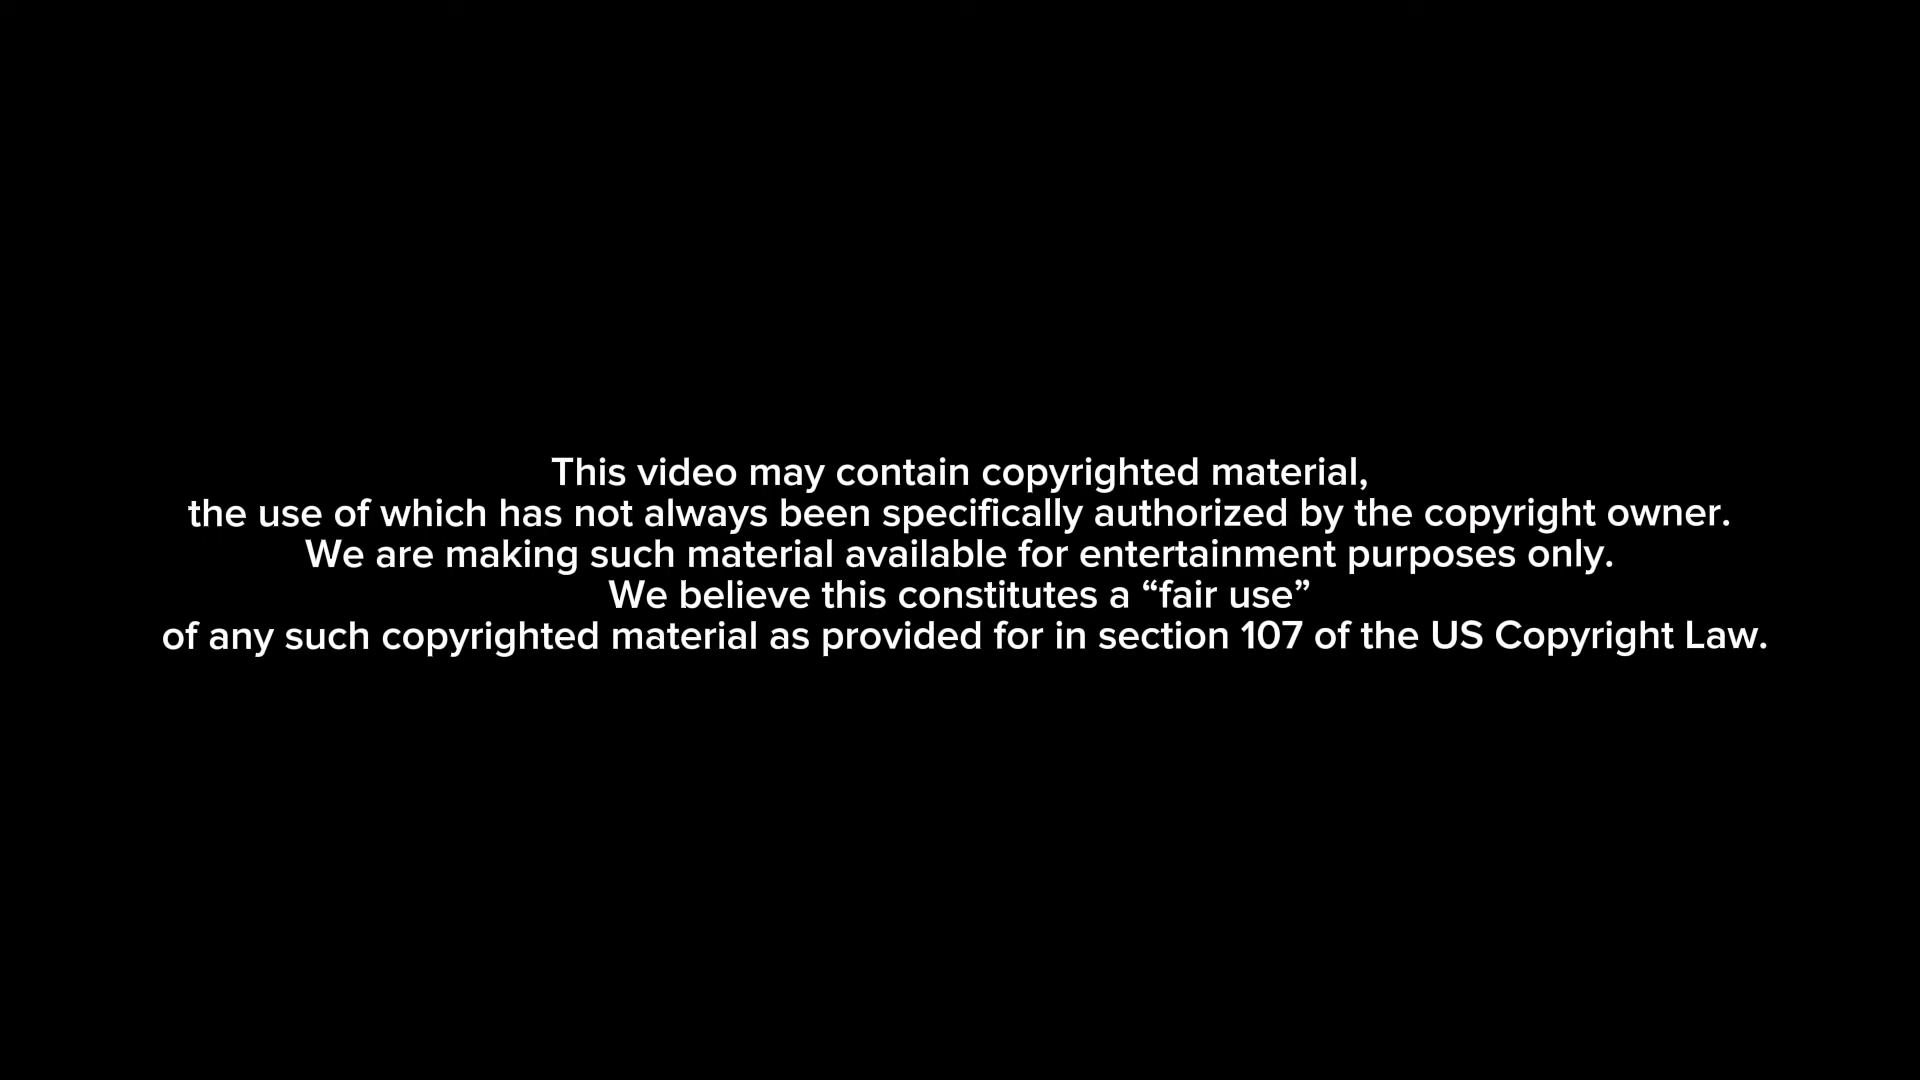 This video may contain copyrighted material,
the use of which has not always been specifically authorized by the copyright owner.
We are making such material available for entertainment purposes only.
We believe this constitutes a “fair use”
of any such copyrighted material as provided for in section 107 of the US Copyright Law.